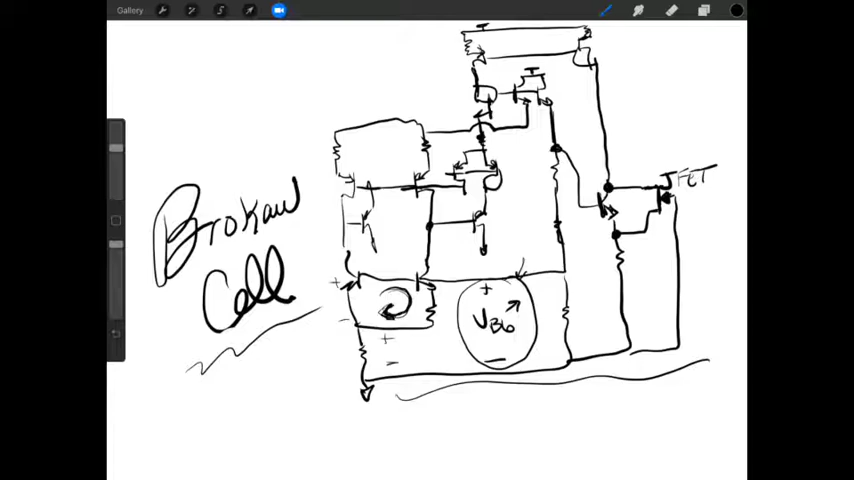 Gallery
Brokaw
Cell
JFET
+
-
+
-
+
VBG
-